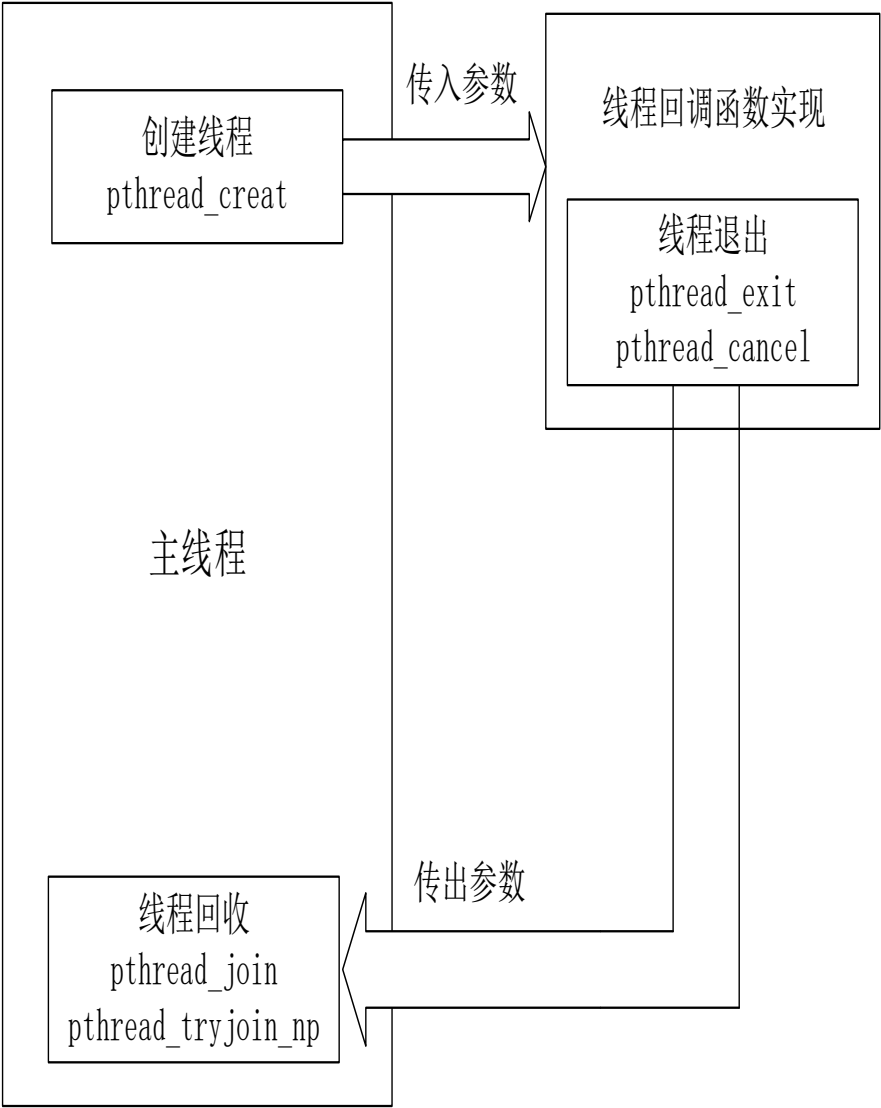 传入参数
创建线程
pthread_creat
线程回调函数实现
线程退出
pthread_exit
pthread_cancel
主线程
传出参数
线程回收
pthread_join
pthread_tryjoin_np